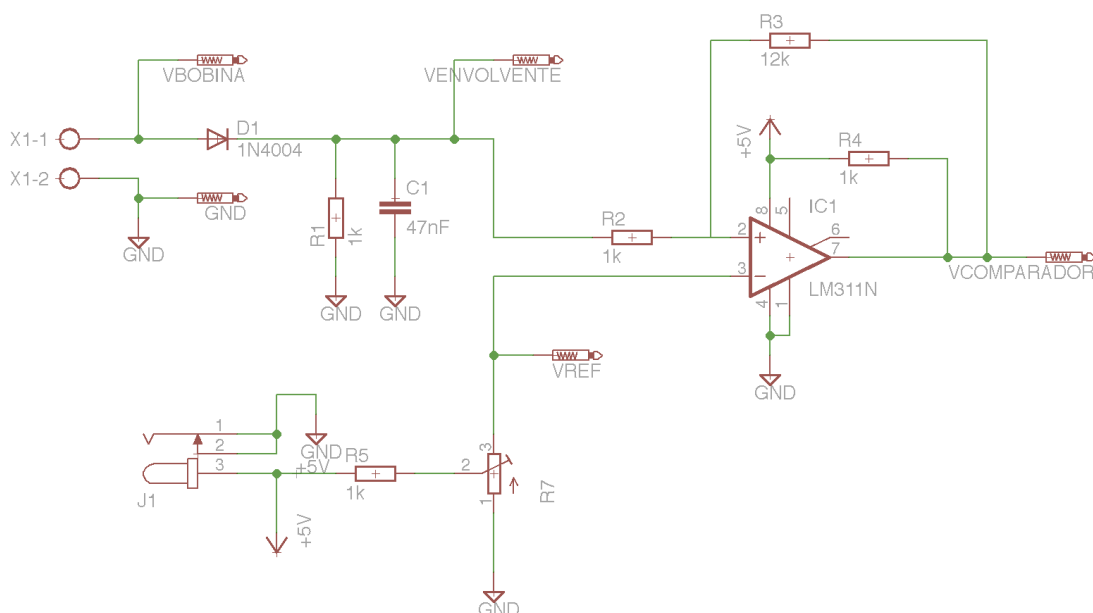 R3
12k
VBOBINA
VENVOLVENTE
X1-1
D1
1N4004
+5V
R4
1k
X1-2
GND
GND
R1
1k
C1
47nF
GND
GND
R2
1k
8
5
IC1
2
3
6
7
4
1
LM311N
VCOMPARADOR
GND
VREF
1
2
3
GND
+5V
R5
1k
2
3
1
R7
J1
+5V
GND